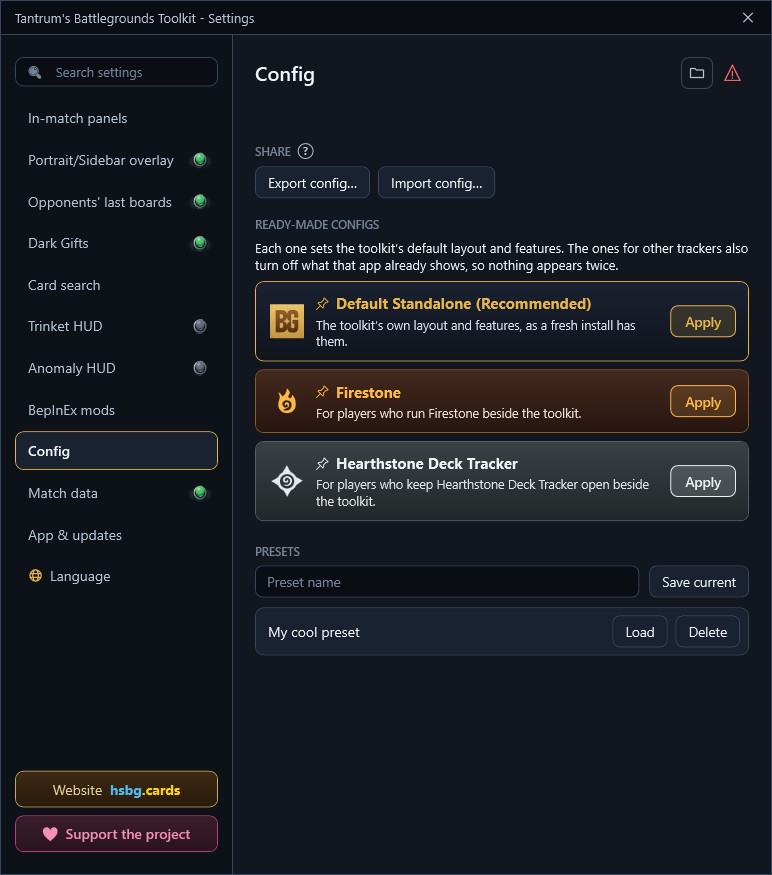 Tantrum's Battlegrounds Toolkit - Settings
Search settings
In-match panels
Portrait/Sidebar overlay
Opponents' last boards
Dark Gifts
Card search
Trinket HUD
Anomaly HUD
BepInEx mods
Config
Match data
App & updates
Language
Website hsbg.cards
Support the project
Config
SHARE ?
Export config...
Import config...
READY-MADE CONFIGS
Each one sets the toolkit's default layout and features. The ones for other trackers also
turn off what that app already shows, so nothing appears twice.
BG
Default Standalone (Recommended)
The toolkit's own layout and features, as a fresh install has
them.
Apply
Firestone
For players who run Firestone beside the toolkit.
Apply
Hearthstone Deck Tracker
For players who keep Hearthstone Deck Tracker open beside
the toolkit.
Apply
PRESETS
Preset name
Save current
My cool preset
Load
Delete